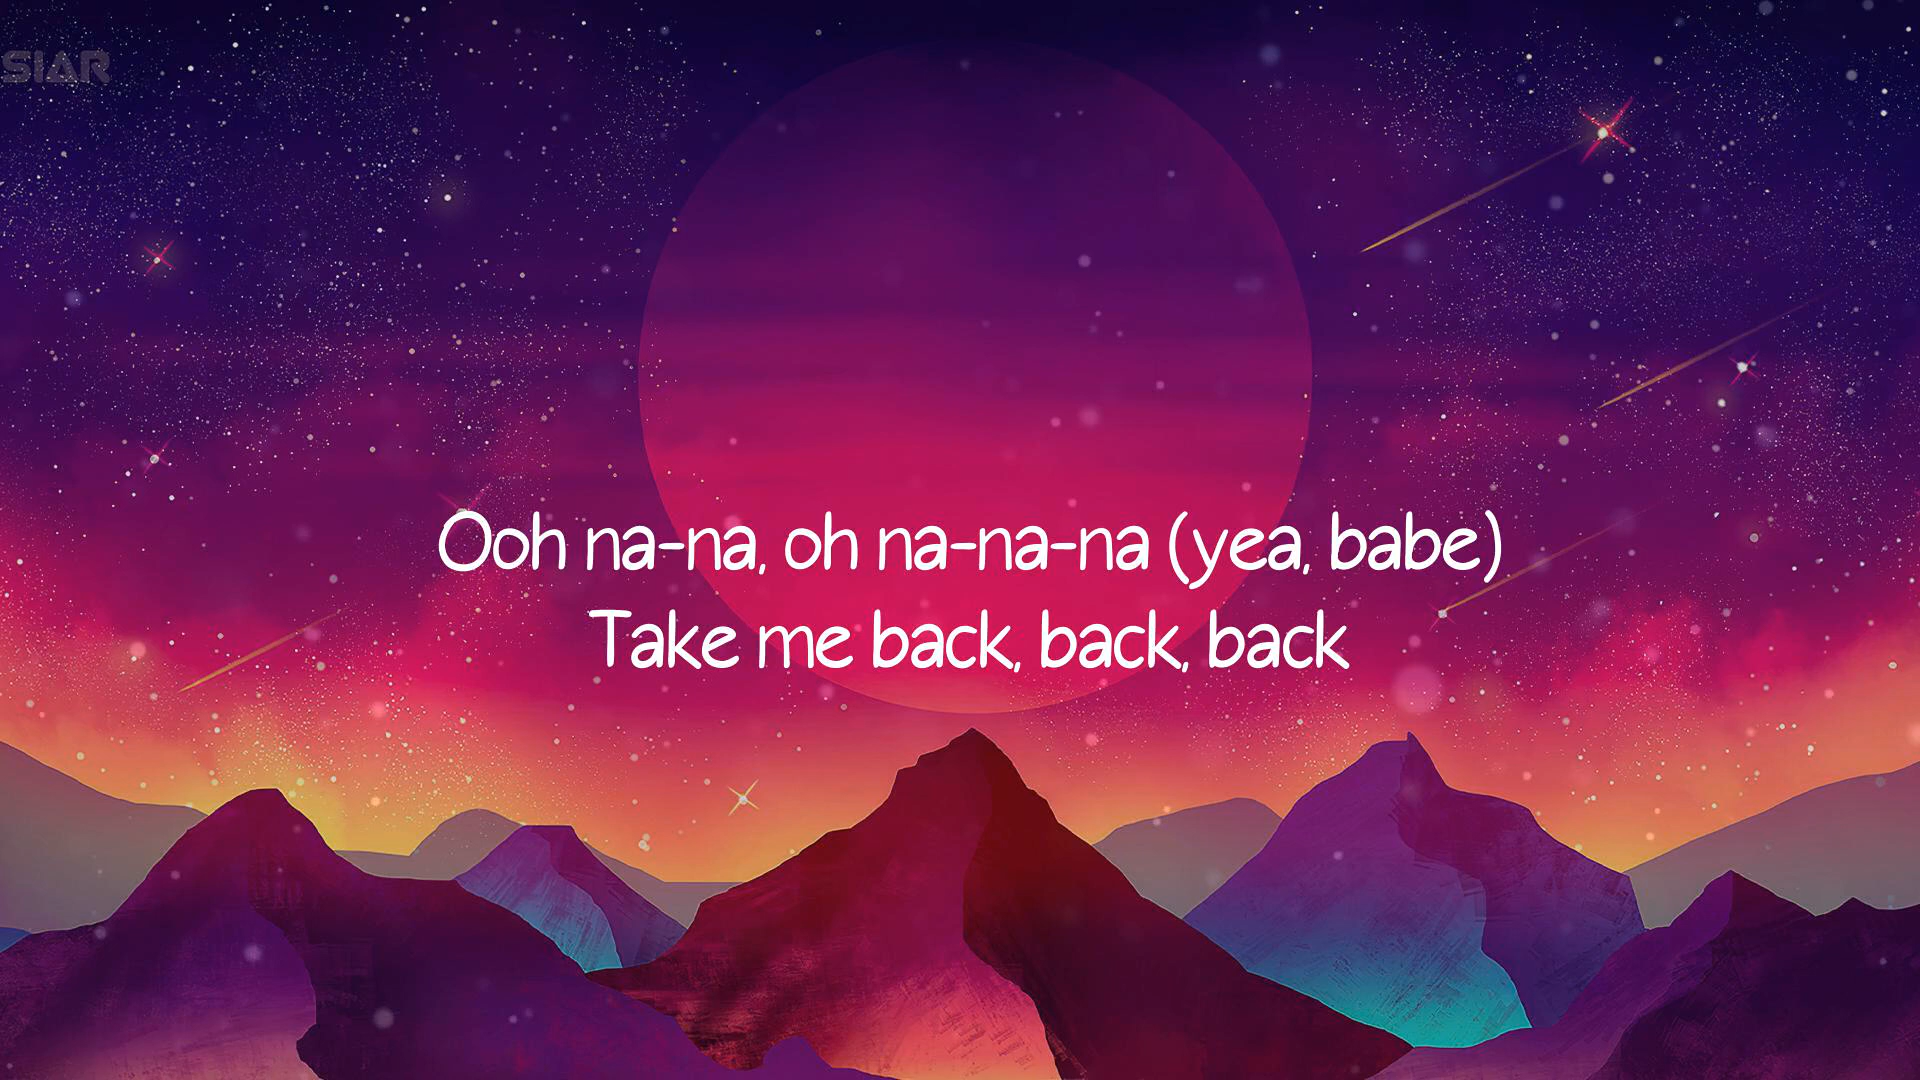 SIAR
Ooh na-na, oh na-na-na (yea, babe)
Take me back, back, back